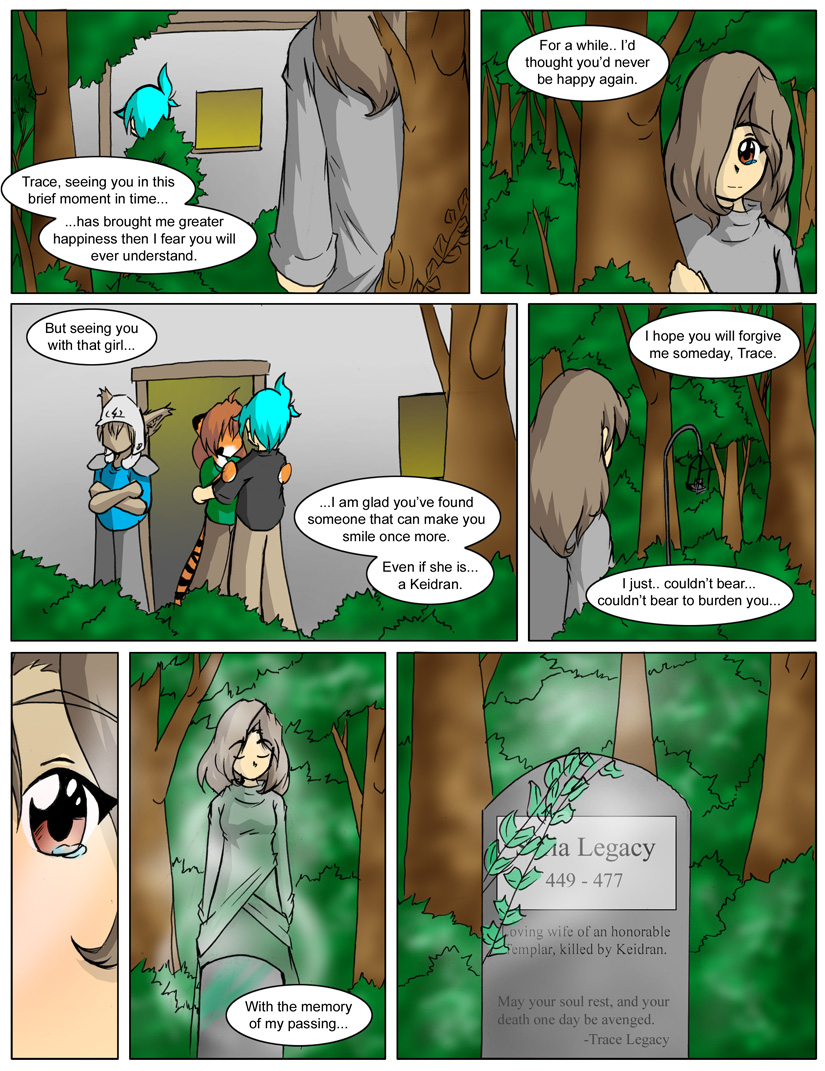 Trace, seeing you in this
brief moment in time...
...has brought me greater
happiness then I fear you will
ever understand.
For a while.. I'd
thought you'd never
be happy again.
But seeing you
with that girl...
...I am glad you've found
someone that can make you
smile once more.
Even if she is...
a Keidran.
I hope you will forgive
me someday, Trace.
I just.. couldn't bear...
couldn't bear to burden you...
With the memory
of my passing...
Legacy
449 - 477
Loving wife of an honorable
Templar, killed by Keidran.
May your soul rest, and your
death one day be avenged.
-Trace Legacy